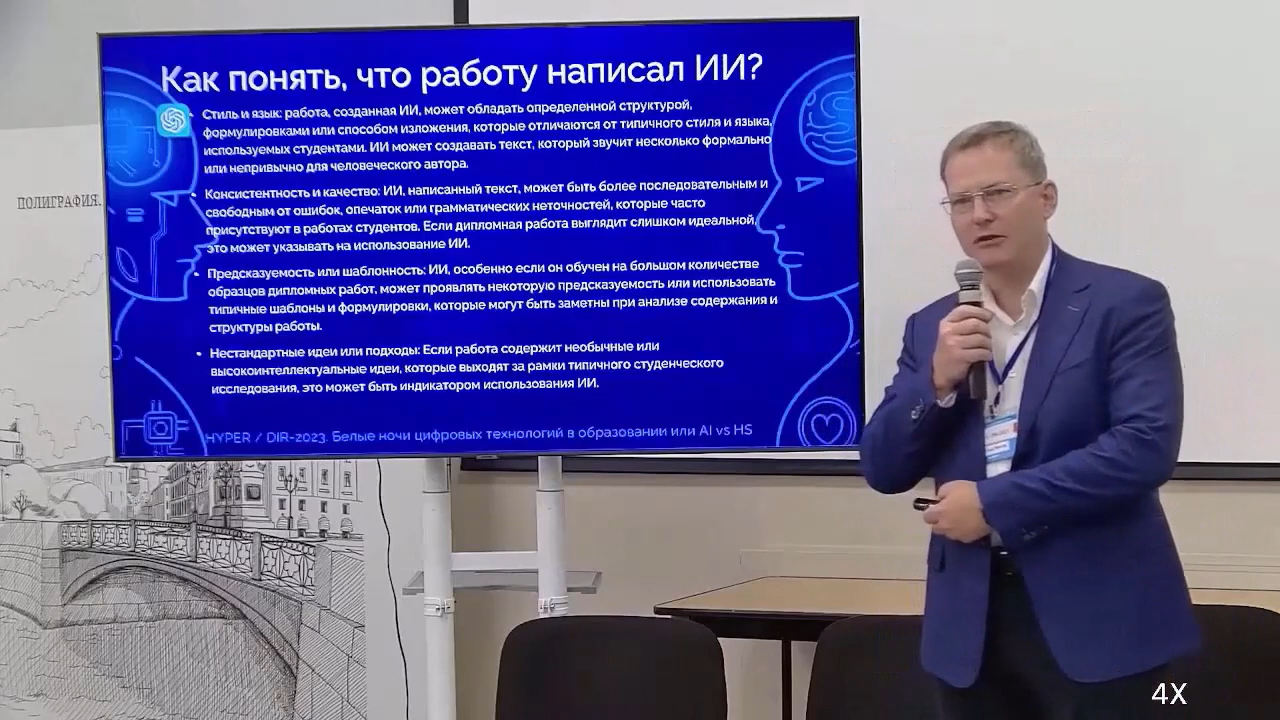 Как понять, что работу написал ИИ?
• Стиль и язык: работа, созданная ИИ, может обладать определенной структурой,
формулировками или способом изложения, которые отличаются от типичного стиля и языка,
используемых студентами. ИИ может создавать текст, который звучит несколько формально
или непривычно для человеческого автора.
• Консистентность и качество: ИИ, написанный текст, может быть более последовательным и
свободным от ошибок, опечаток или грамматических неточностей, которые часто
присутствуют в работах студентов. Если дипломная работа выглядит слишком идеальной,
это может указывать на использование ИИ.
• Предсказуемость или шаблонность: ИИ, особенно если он обучен на большом количестве
образцов дипломных работ, может проявлять некоторую предсказуемость или использовать
типичные шаблоны и формулировки, которые могут быть заметны при анализе содержания и
структуры работы.
• Нестандартные идеи или подходы: Если работа содержит необычные или
высокоинтеллектуальные идеи, которые выходят за рамки типичного студенческого
исследования, это может быть индикатором использования ИИ.
HYPER / DIR-2023. Белые ночи цифровых технологий в образовании или AI vs HS
ПОЛИГРАФИЯ.
4X